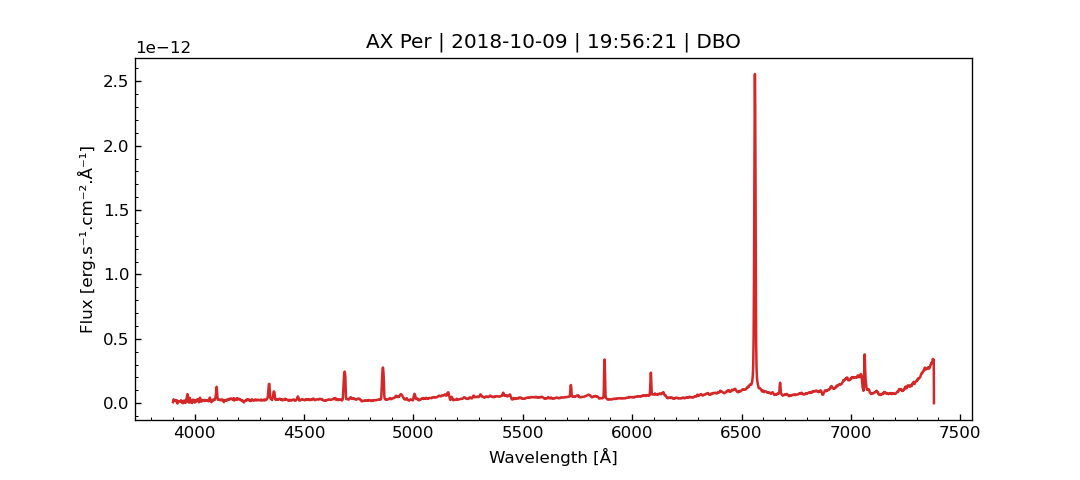 AX Per | 2018-10-09 | 19:56:21 | DBO
1e−12
2.5
2.0
1.5
1.0
0.5
0.0
Flux [erg.s⁻¹.cm⁻².Å⁻¹]
4000 4500 5000 5500 6000 6500 7000 7500
Wavelength [Å]